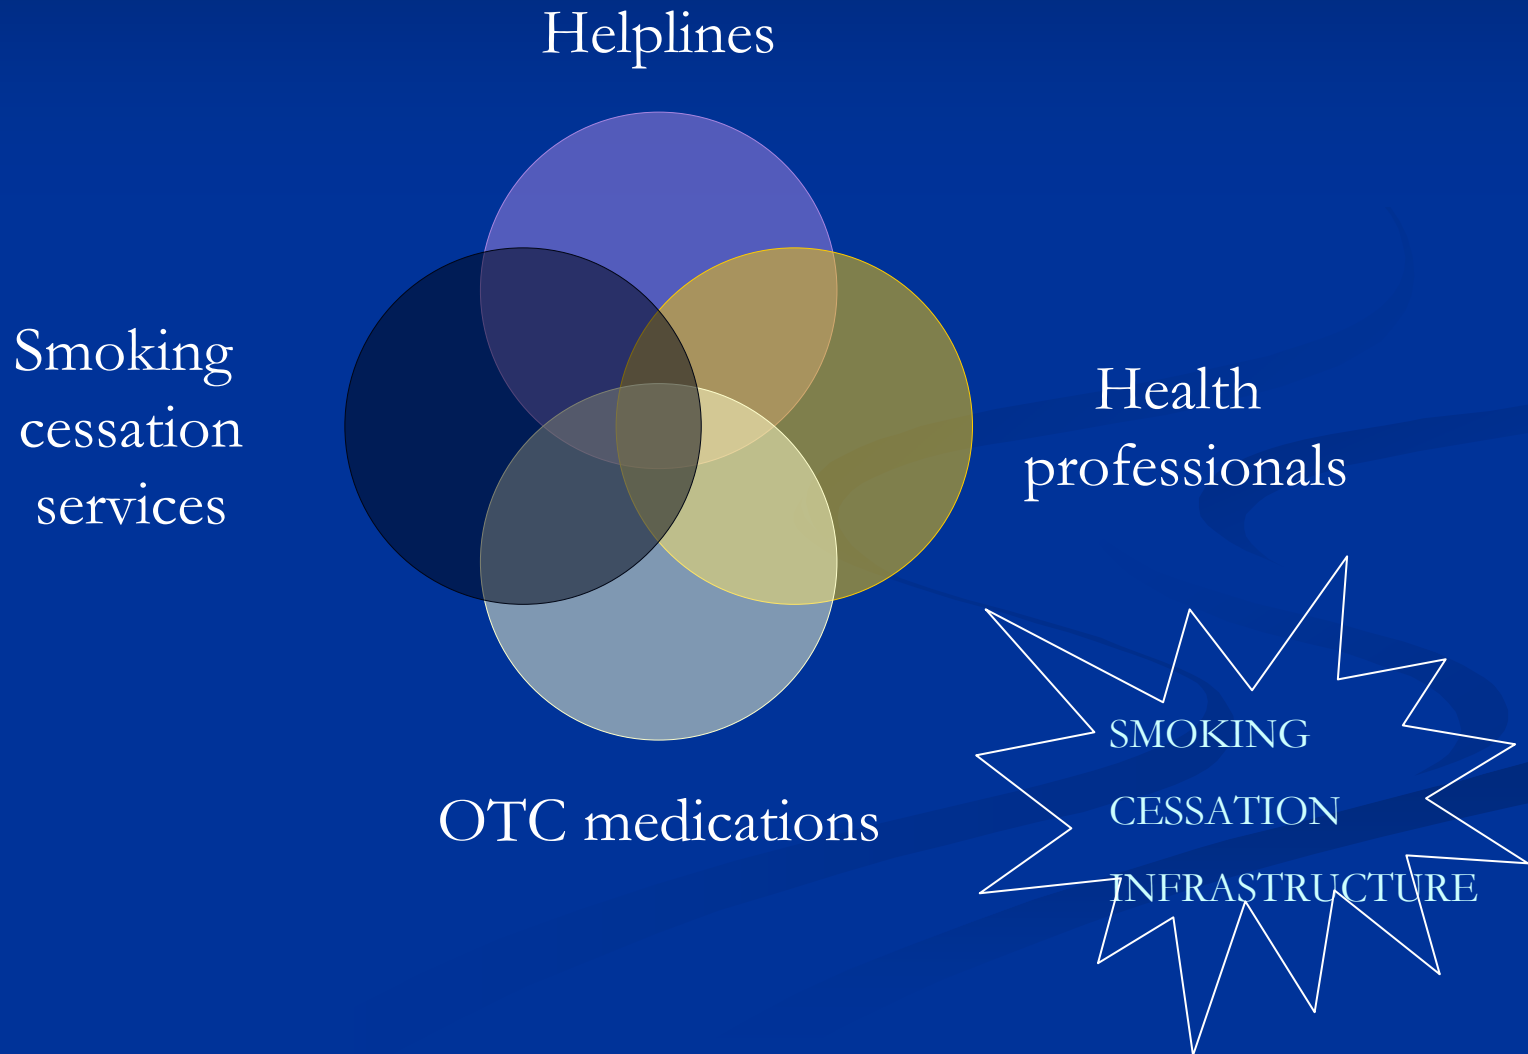 Helplines
Smoking
cessation
services
Health
professionals
OTC medications
SMOKING
CESSATION
INFRASTRUCTURE